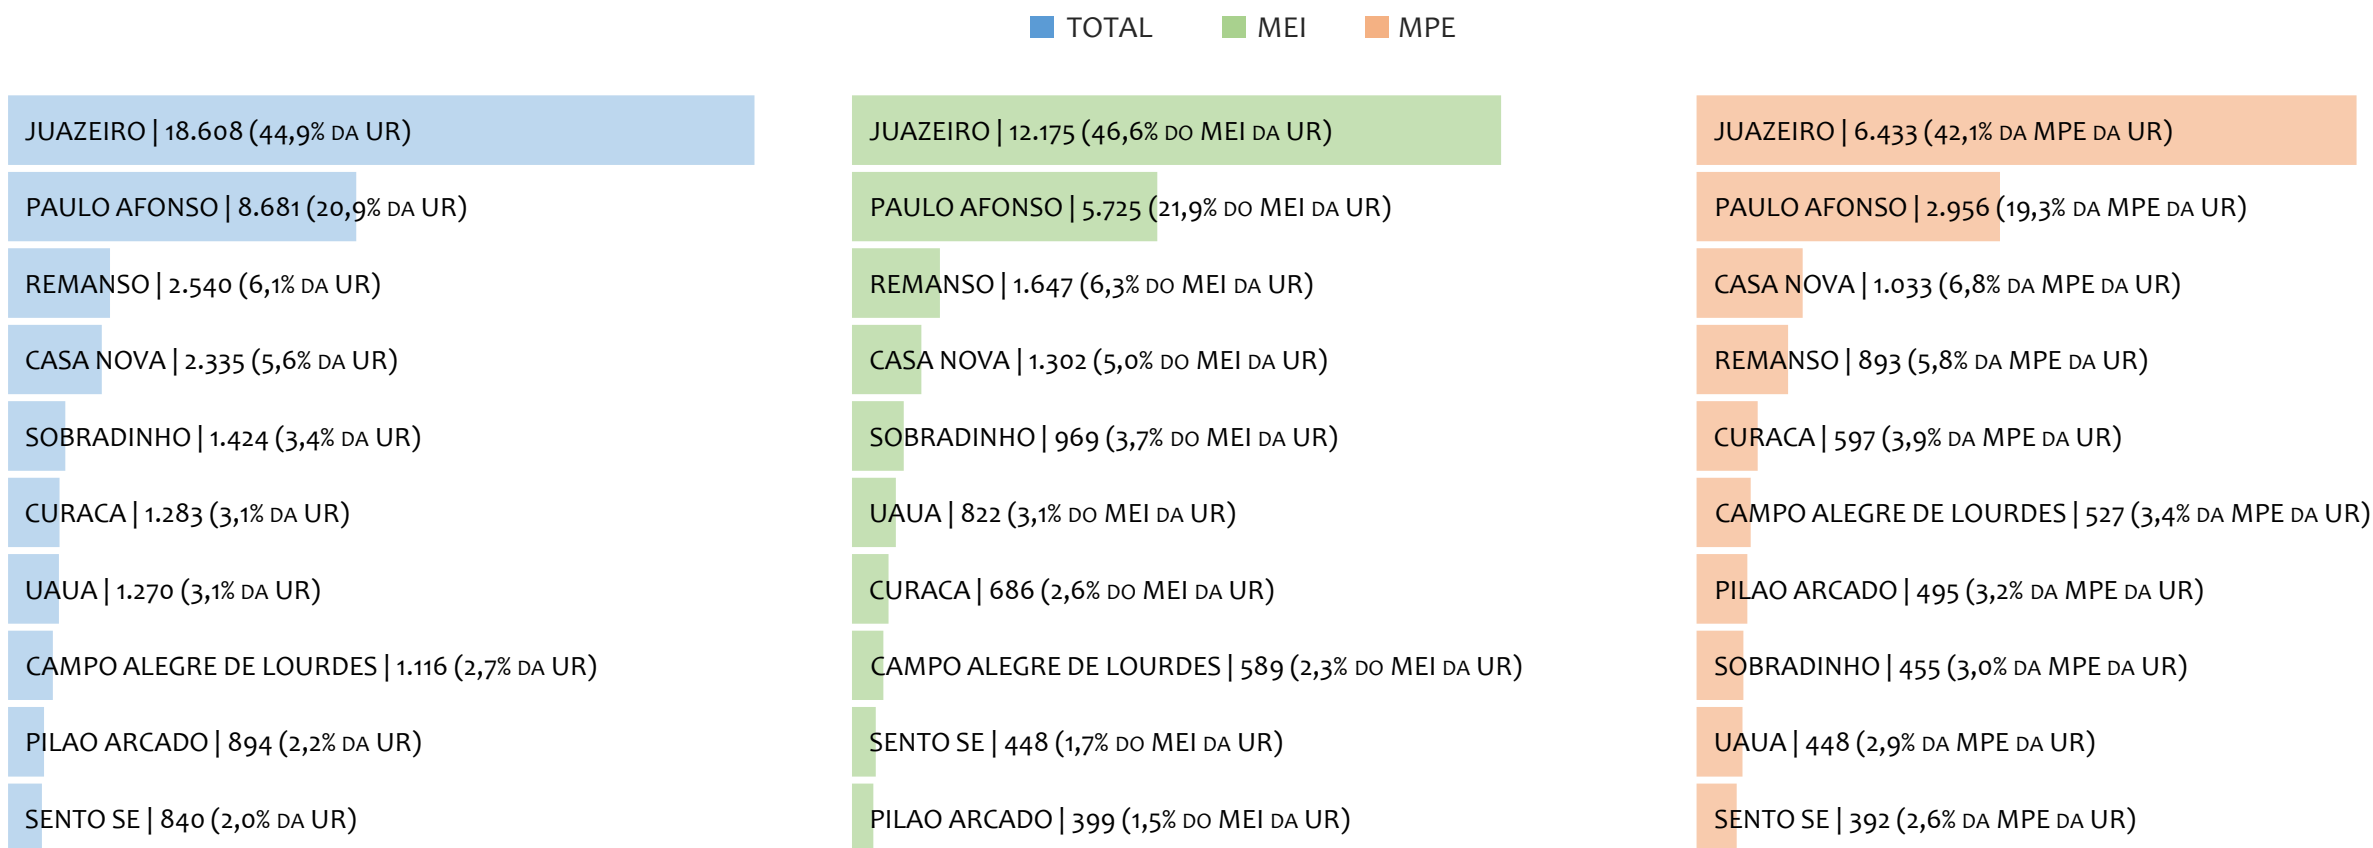 TOTAL MEI MPE
JUAZEIRO | 18.608 (44,9% DA UR)
PAULO AFONSO | 8.681 (20,9% DA UR)
REMANSO | 2.540 (6,1% DA UR)
CASA NOVA | 2.335 (5,6% DA UR)
SOBRADINHO | 1.424 (3,4% DA UR)
CURACA | 1.283 (3,1% DA UR)
UAUA | 1.270 (3,1% DA UR)
CAMPO ALEGRE DE LOURDES | 1.116 (2,7% DA UR)
PILAO ARCADO | 894 (2,2% DA UR)
SENTO SE | 840 (2,0% DA UR)
JUAZEIRO | 12.175 (46,6% DO MEI DA UR)
PAULO AFONSO | 5.725 (21,9% DO MEI DA UR)
REMANSO | 1.647 (6,3% DO MEI DA UR)
CASA NOVA | 1.302 (5,0% DO MEI DA UR)
SOBRADINHO | 969 (3,7% DO MEI DA UR)
UAUA | 822 (3,1% DO MEI DA UR)
CURACA | 686 (2,6% DO MEI DA UR)
CAMPO ALEGRE DE LOURDES | 589 (2,3% DO MEI DA UR)
SENTO SE | 448 (1,7% DO MEI DA UR)
PILAO ARCADO | 399 (1,5% DO MEI DA UR)
JUAZEIRO | 6.433 (42,1% DA MPE DA UR)
PAULO AFONSO | 2.956 (19,3% DA MPE DA UR)
CASA NOVA | 1.033 (6,8% DA MPE DA UR)
REMANSO | 893 (5,8% DA MPE DA UR)
CURACA | 597 (3,9% DA MPE DA UR)
CAMPO ALEGRE DE LOURDES | 527 (3,4% DA MPE DA UR)
PILAO ARCADO | 495 (3,2% DA MPE DA UR)
SOBRADINHO | 455 (3,0% DA MPE DA UR)
UAUA | 448 (2,9% DA MPE DA UR)
SENTO SE | 392 (2,6% DA MPE DA UR)